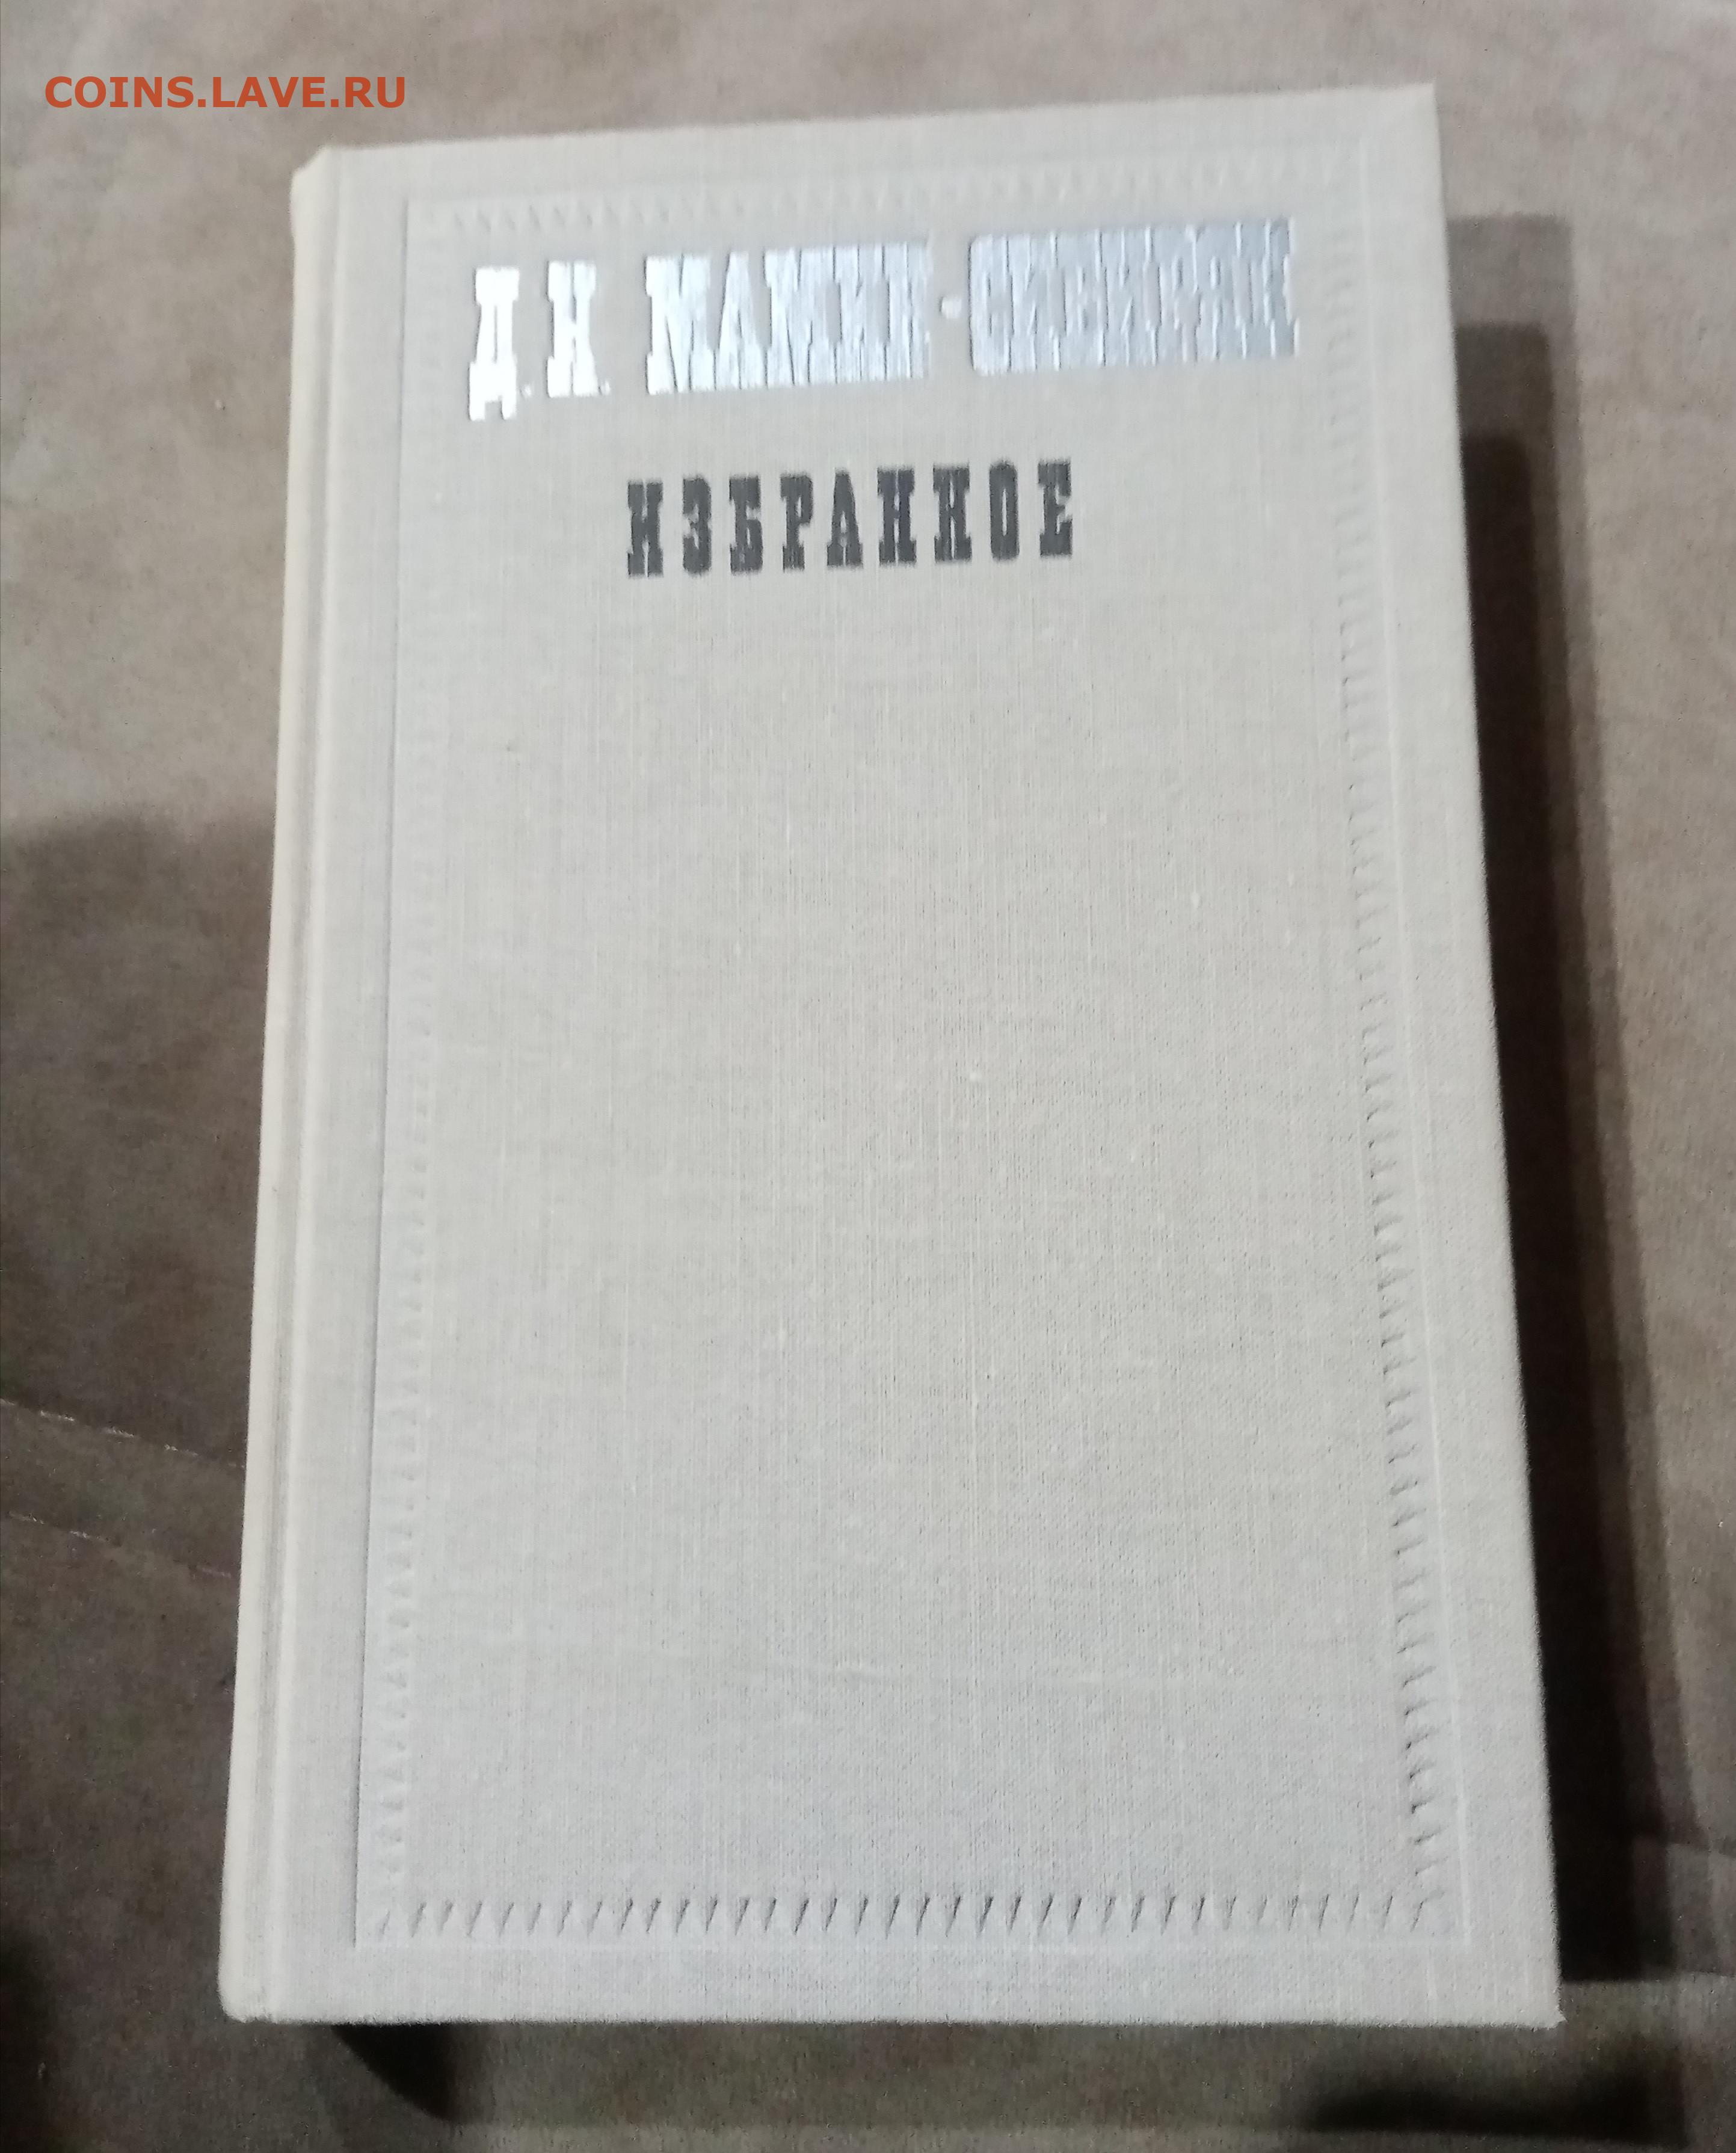 COINS.LAVE.RU
Д. Н. МАМИН-СИБИРЯК
ИЗБРАННОЕ